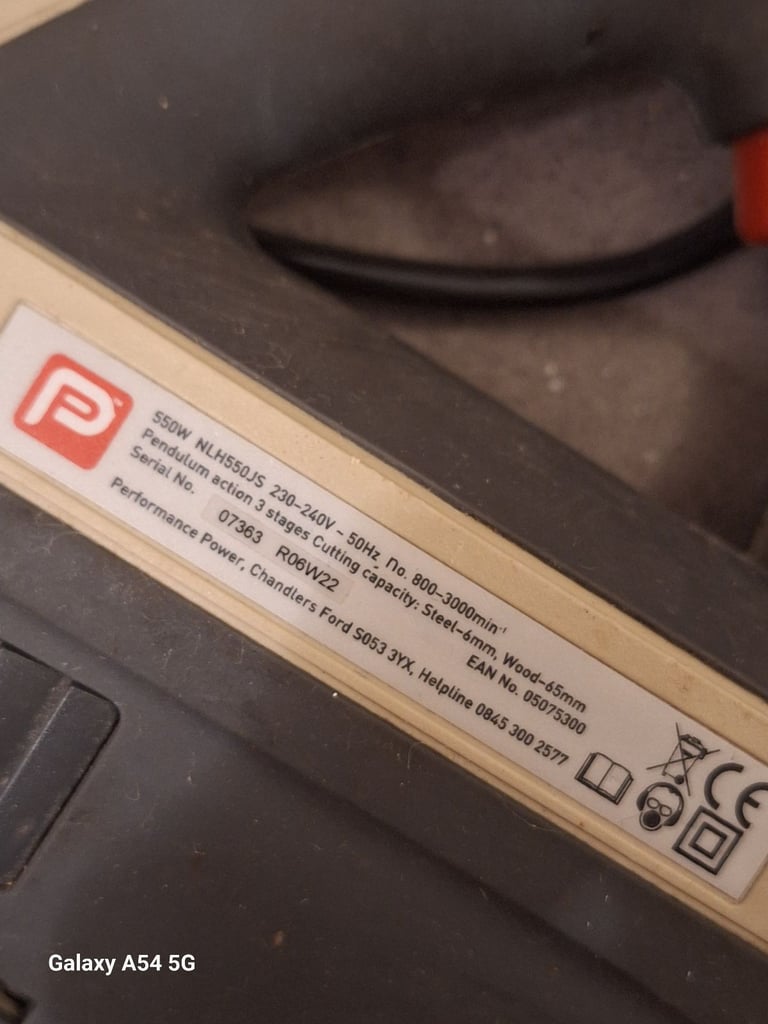 P
550W NLH550JS 230-240V - 50Hz no. 800-3000min⁻¹
Pendulum action 3 stages Cutting capacity: Steel-6mm, Wood-65mm
Serial No. 07363 R06W22 EAN No. 05075300
Performance Power, Chandlers Ford S053 3YX, Helpline 0845 300 2577
CE
Galaxy A54 5G